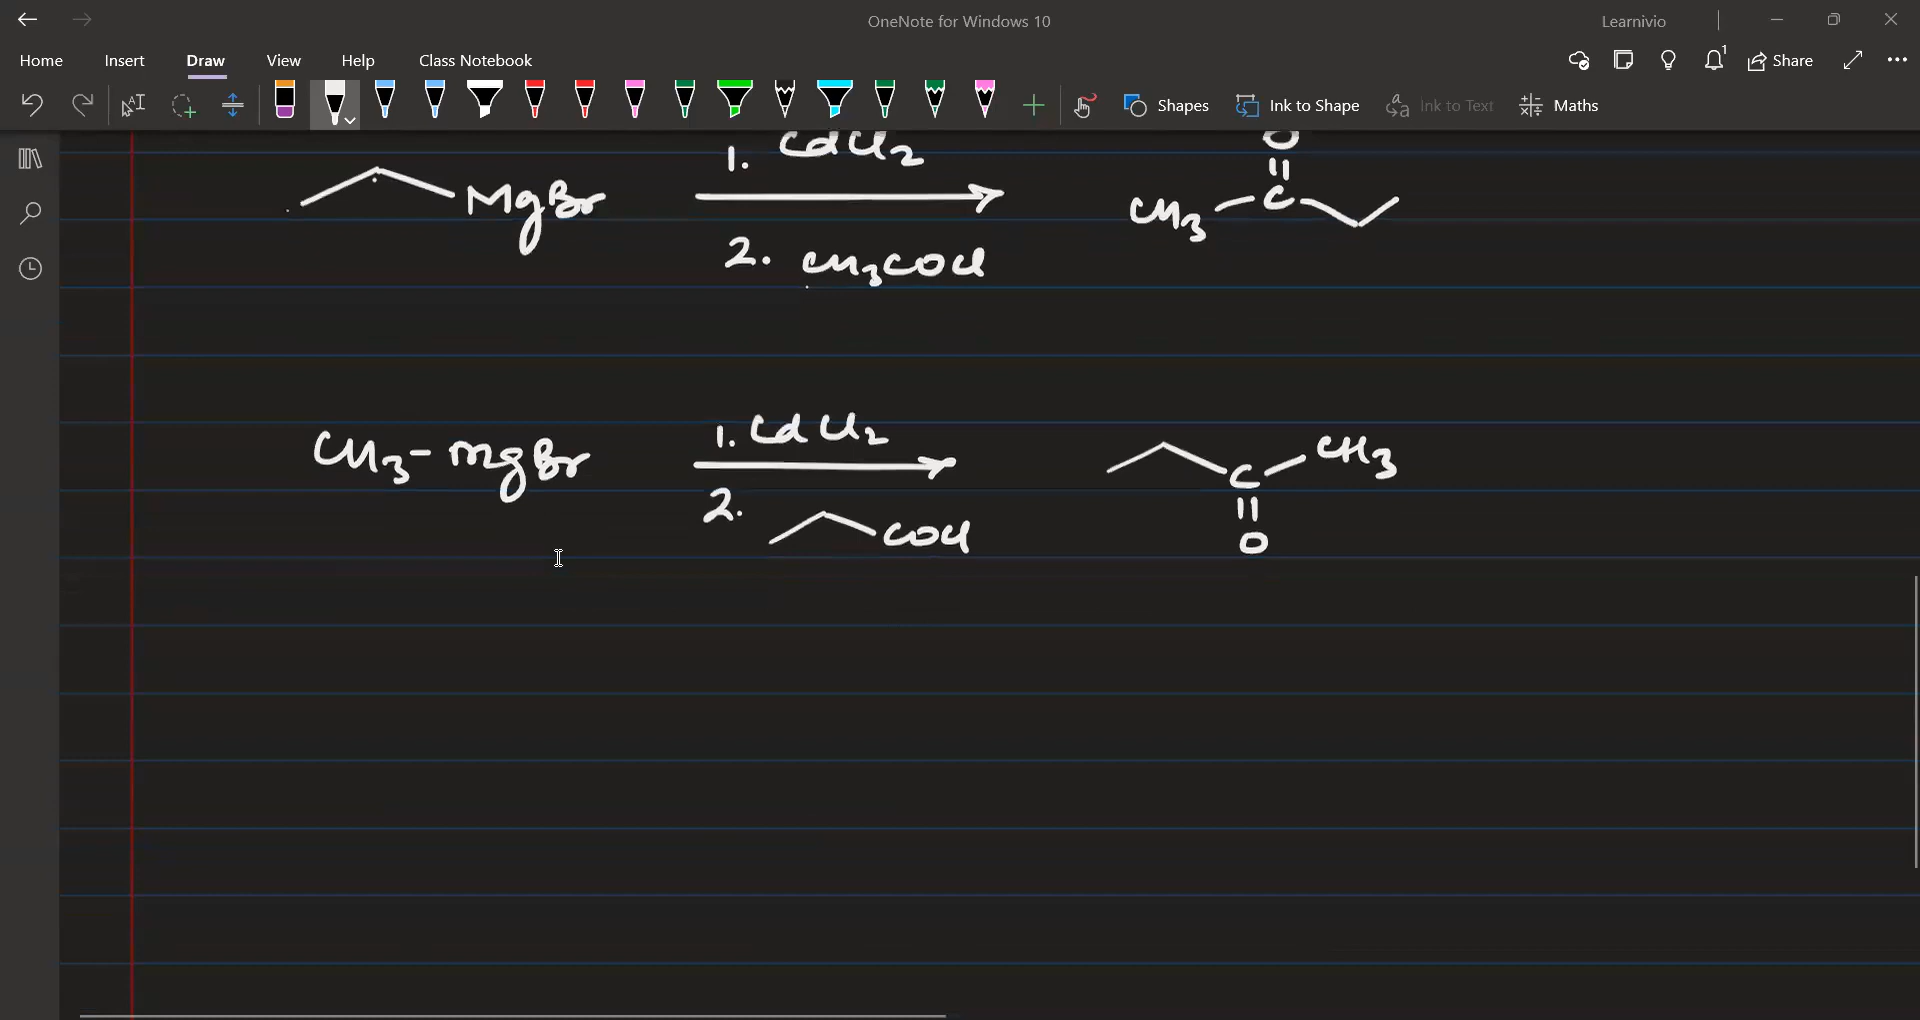 OneNote for Windows 10
Learnivio
Home Insert Draw View Help Class Notebook
1
Share
Shapes Ink to Shape Ink to Text Maths
1. CdCl2
O
MgBr
CH3 C
2. CH3COCl
1. CdCl2
CH3-MgBr
CH3
C
2.
COCl
O